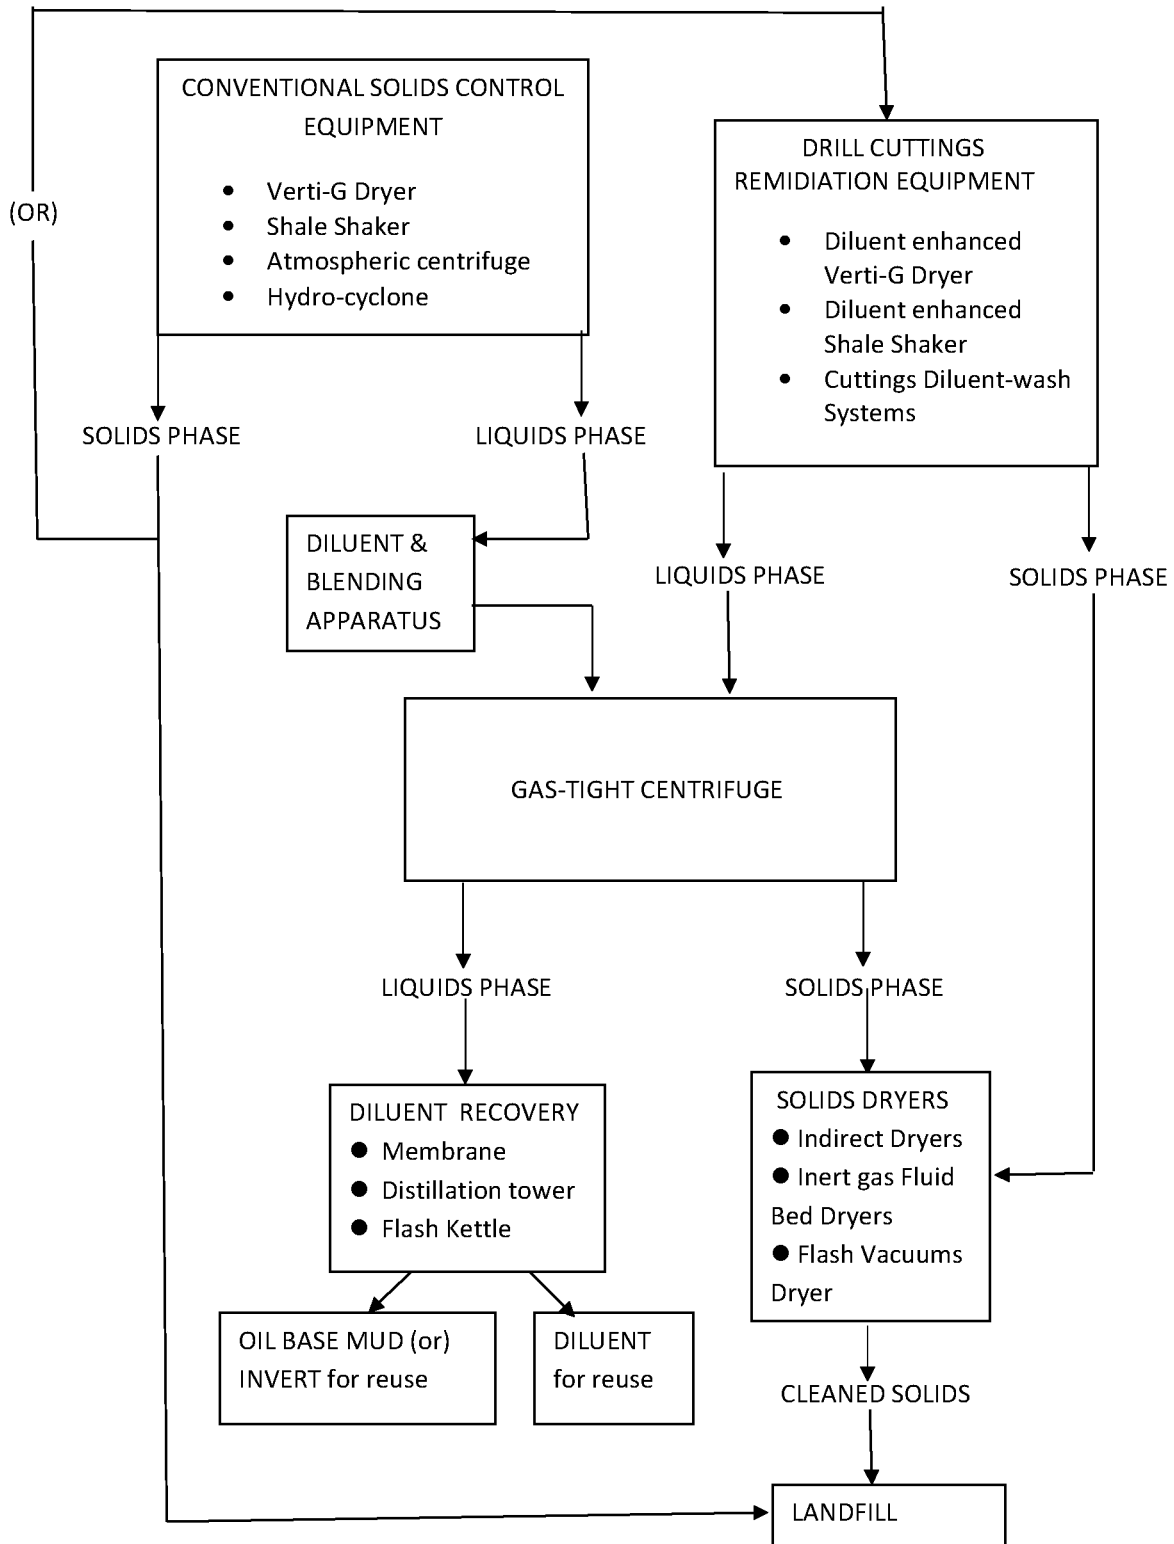 CONVENTIONAL SOLIDS CONTROL
EQUIPMENT
● Verti-G Dryer
● Shale Shaker
● Atmospheric centrifuge
● Hydro-cyclone
DRILL CUTTINGS
REMIDIATION EQUIPMENT
● Diluent enhanced
Verti-G Dryer
● Diluent enhanced
Shale Shaker
● Cuttings Diluent-wash
Systems
(OR)
SOLIDS PHASE
LIQUIDS PHASE
DILUENT &
BLENDING
APPARATUS
LIQUIDS PHASE
SOLIDS PHASE
GAS-TIGHT CENTRIFUGE
LIQUIDS PHASE
SOLIDS PHASE
DILUENT RECOVERY
● Membrane
● Distillation tower
● Flash Kettle
SOLIDS DRYERS
● Indirect Dryers
● Inert gas Fluid
Bed Dryers
● Flash Vacuums
Dryer
OIL BASE MUD (or)
INVERT for reuse
DILUENT
for reuse
CLEANED SOLIDS
LANDFILL